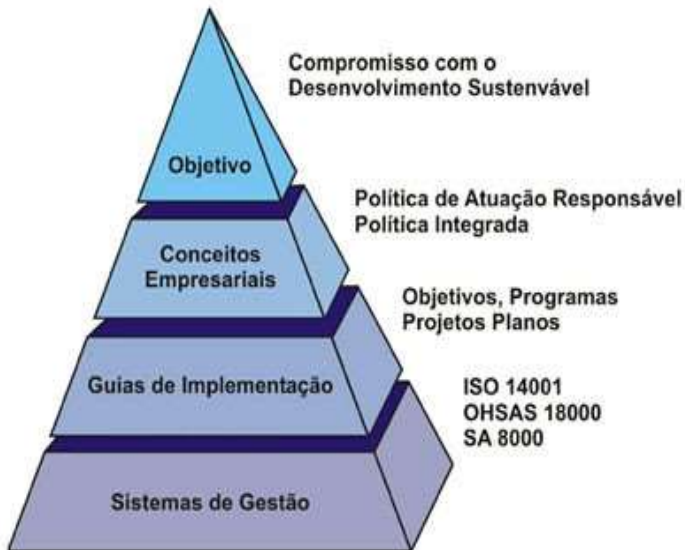 Compromisso com o
Desenvolvimento Sustenvável
Objetivo
Política de Atuação Responsável
Política Integrada
Conceitos
Empresariais
Objetivos, Programas
Projetos Planos
Guias de Implementação
ISO 14001
OHSAS 18000
SA 8000
Sistemas de Gestão